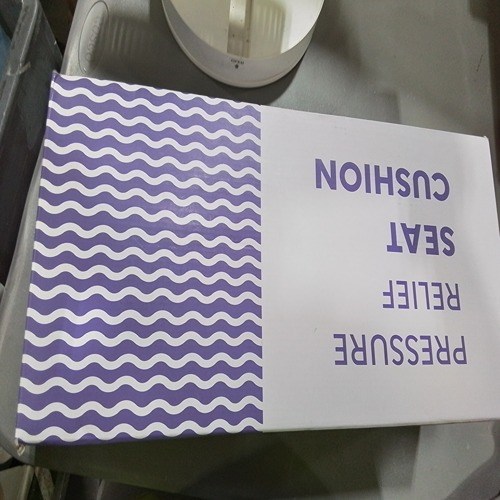 PRESSURE
RELIEF
SEAT
CUSHION